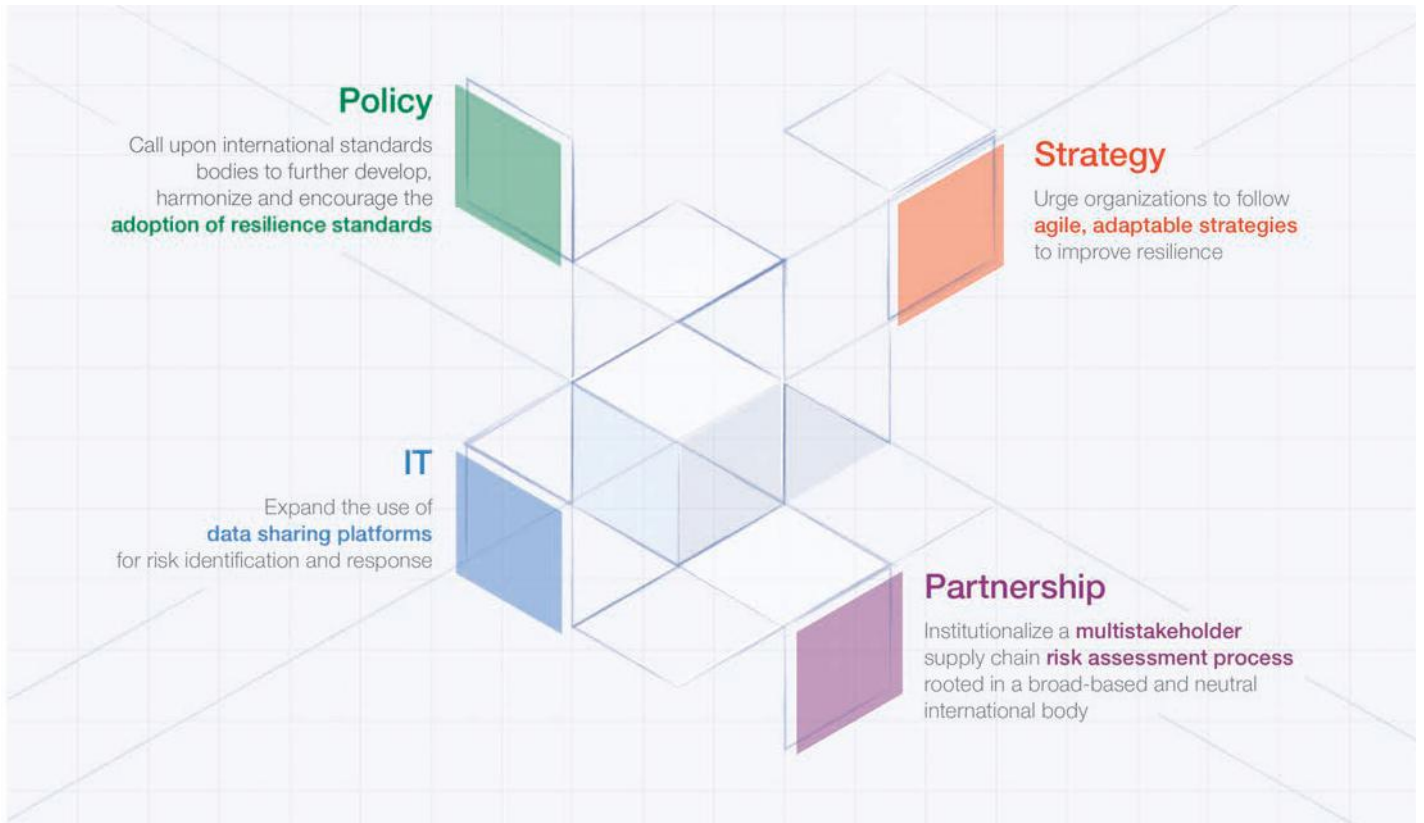 Policy
Call upon international standards
bodies to further develop,
harmonize and encourage the
adoption of resilience standards
Strategy
Urge organizations to follow
agile, adaptable strategies
to improve resilience
IT
Expand the use of
data sharing platforms
for risk identification and response
Partnership
Institutionalize a multistakeholder
supply chain risk assessment process
rooted in a broad-based and neutral
international body